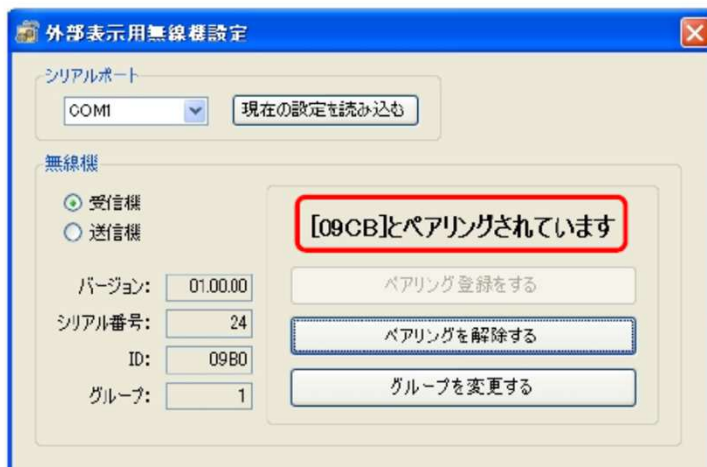 外部表示用無線機設定
シリアルポート
COM1
現在の設定を読み込む
無線機
受信機
送信機
[09CB]とペアリングされています
バージョン: 01.00.00
ペアリング登録をする
シリアル番号: 24
ペアリングを解除する
ID: 09B0
グループを変更する
グループ: 1